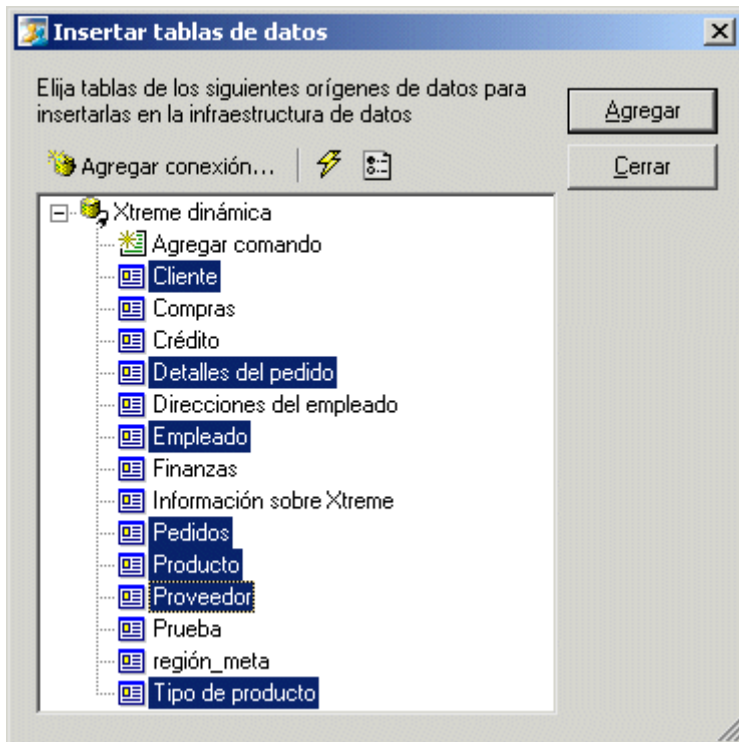 Insertar tablas de datos
Elija tablas de los siguientes orígenes de datos para
insertarlas en la infraestructura de datos
Agregar
Cerrar
Agregar conexión...
Xtreme dinámica
Agregar comando
Cliente
Compras
Crédito
Detalles del pedido
Direcciones del empleado
Empleado
Finanzas
Información sobre Xtreme
Pedidos
Producto
Proveedor
Prueba
región_meta
Tipo de producto